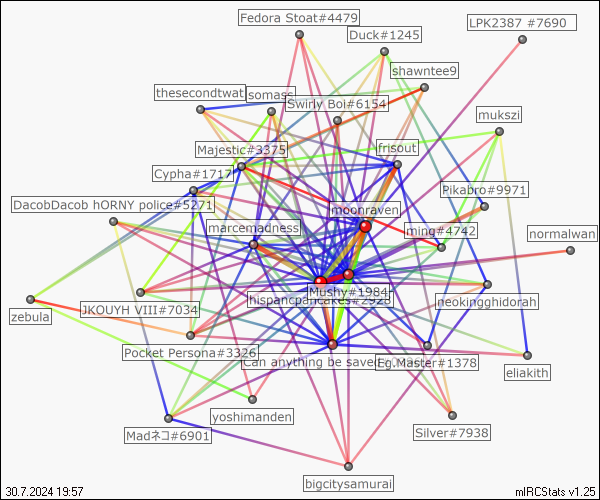 Fedora Stoat#4479
LPK2387 #7690
Duck#1245
shawntee9
thesecondtwat
somass
Swirly Boi#6154
mukszi
Majestic#3375
frisout
Cypha#1717
Pikabro#9971
DacobDacob hORNY police#5271
moonraven
marcemadness
ming#4742
normalwan
Mushy#1984
hispancpancakes#2928
neokingghidorah
JKOUYH VIII#7034
zebula
Pocket Persona#3326
Can anything be saved
Eg.Master#1378
eliakith
yoshimanden
Silver#7938
Madネコ#6901
bigcitysamurai
30.7.2024 19:57
mIRCStats v1.25